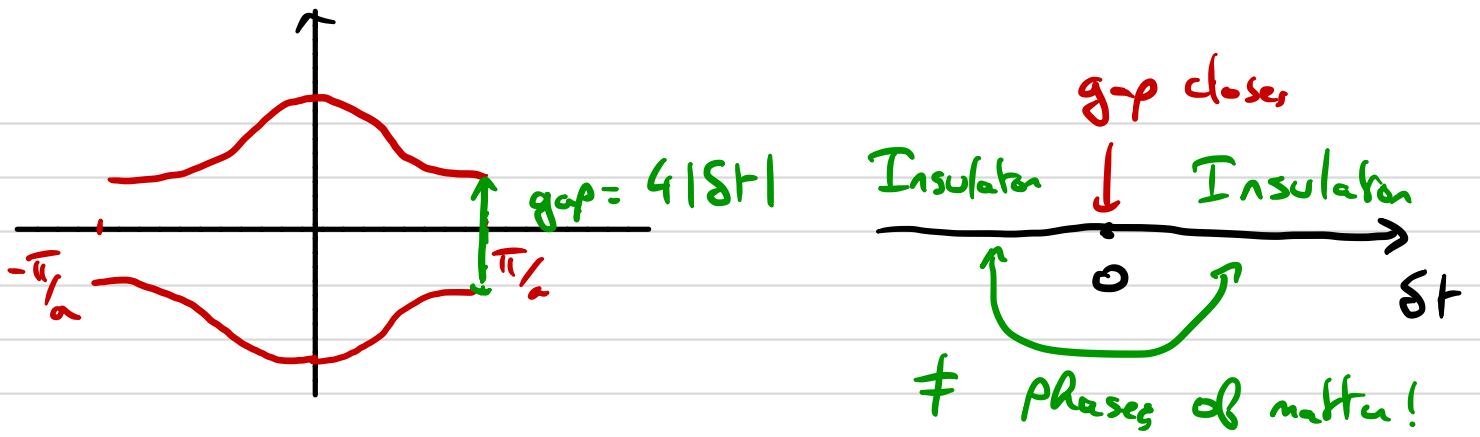 gap = 4|δt|
-π/a
π/a
gap closes
Insulator
Insulator
0
δt
≠ phases of matter!